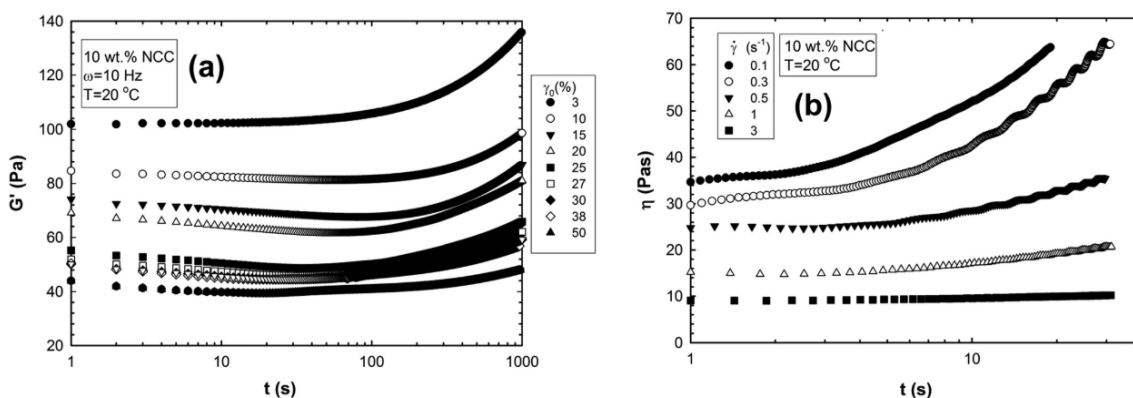 140
120
100
80
60
40
20
G' (Pa)
10 wt.% NCC
ω=10 Hz
T=20 °C
(a)
γ₀(%)
3
10
15
20
25
27
30
38
50
1 10 100 1000
t (s)
70
60
50
40
30
20
10
0
η (Pas)
γ̇ (s⁻¹)
0.1
0.3
0.5
1
3
10 wt.% NCC
T=20 °C
(b)
1 10
t (s)